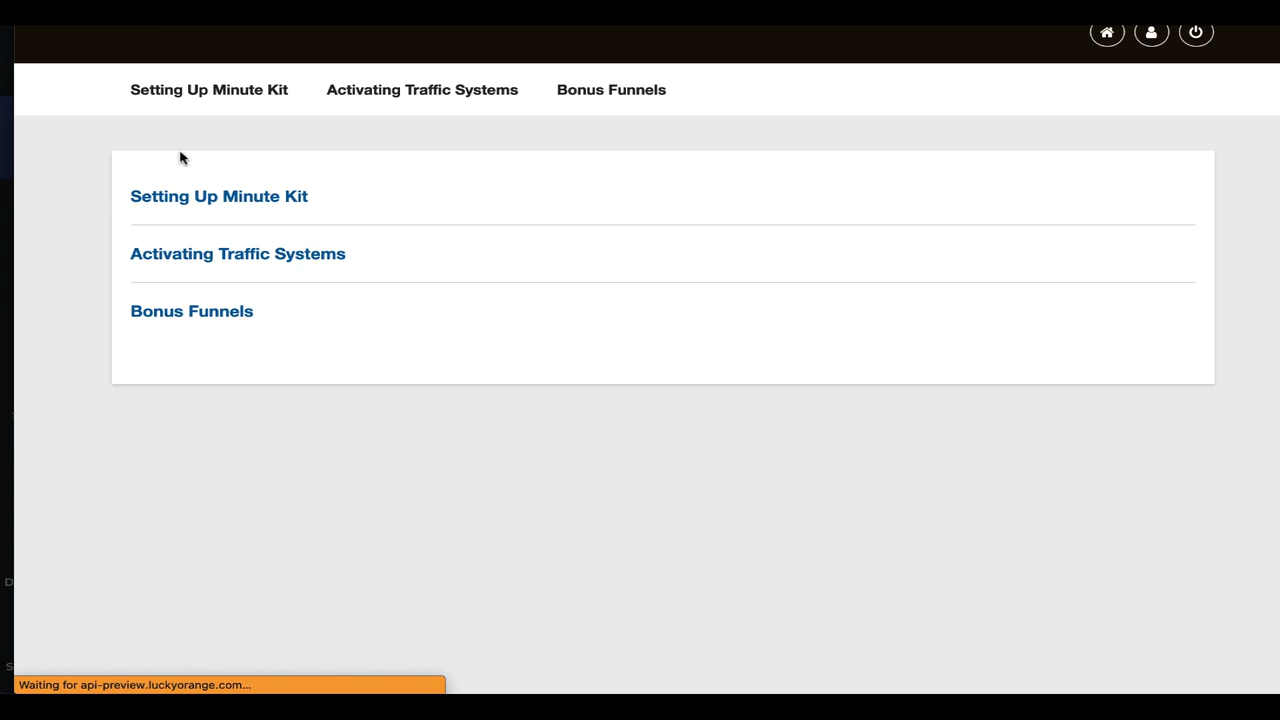 Setting Up Minute Kit
Activating Traffic Systems
Bonus Funnels
Setting Up Minute Kit
Activating Traffic Systems
Bonus Funnels
D
S
Waiting for api-preview.luckyorange.com...